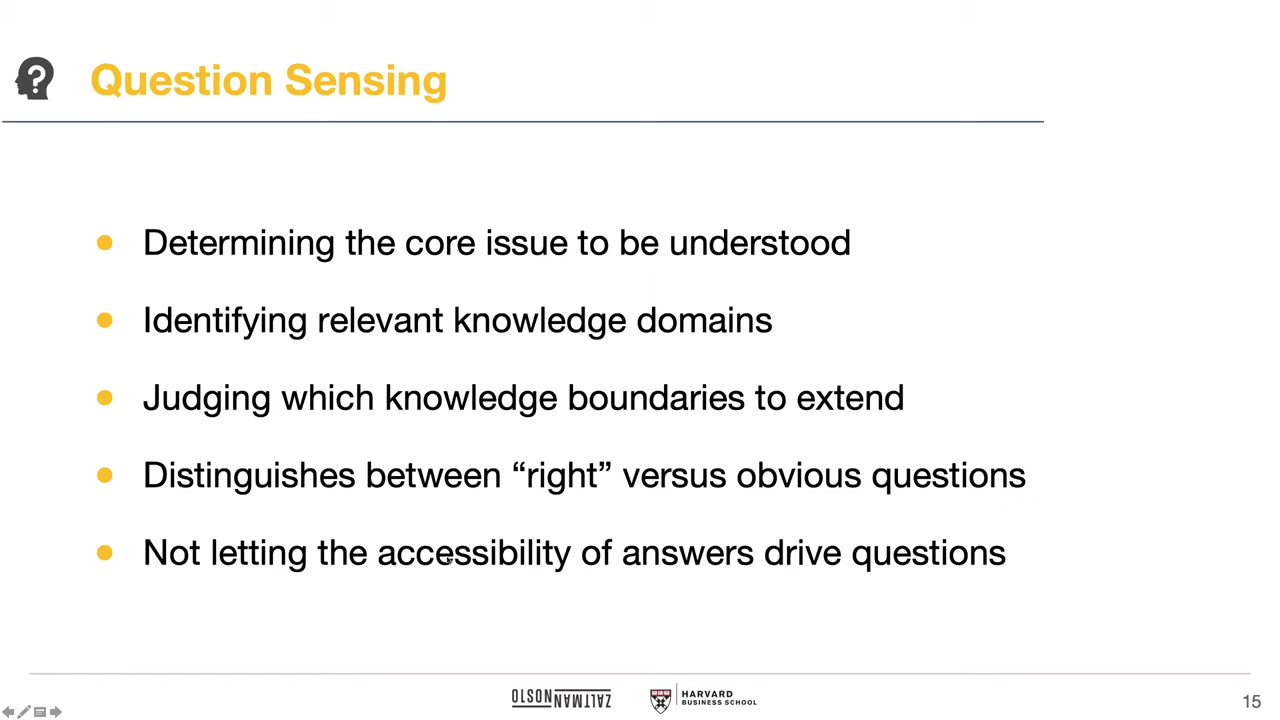 Question Sensing
Determining the core issue to be understood
Identifying relevant knowledge domains
Judging which knowledge boundaries to extend
Distinguishes between “right” versus obvious questions
Not letting the accessibility of answers drive questions
OLSON ZALTMAN
HARVARD
BUSINESS SCHOOL
15